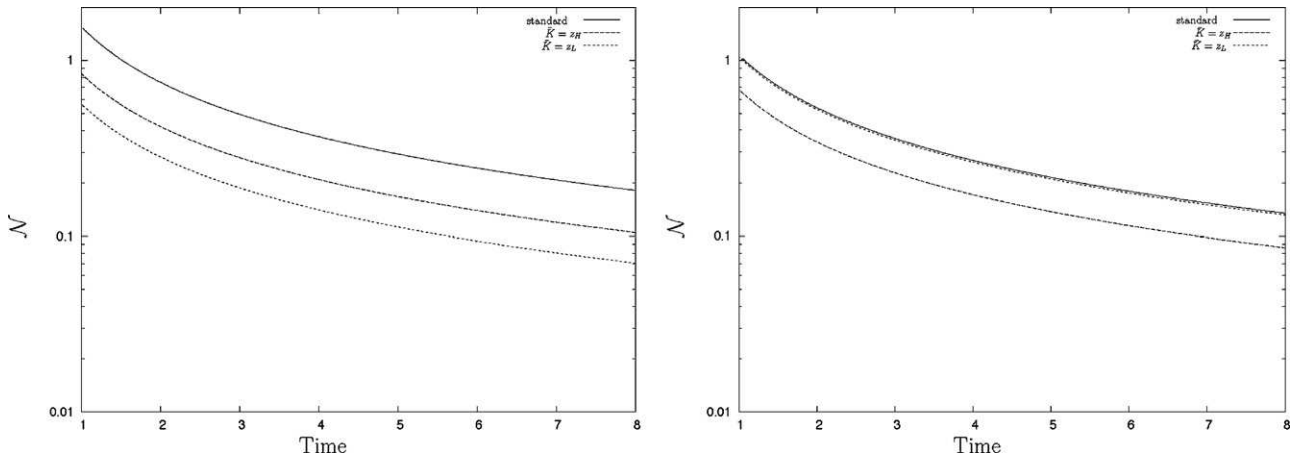 standard
K̄ = z_H
K̄ = z_L
1
0.1
0.01
𝒩
1 2 3 4 5 6 7 8
Time
standard
K̄ = z_H
K̄ = z_L
1
0.1
0.01
𝒩
1 2 3 4 5 6 7 8
Time